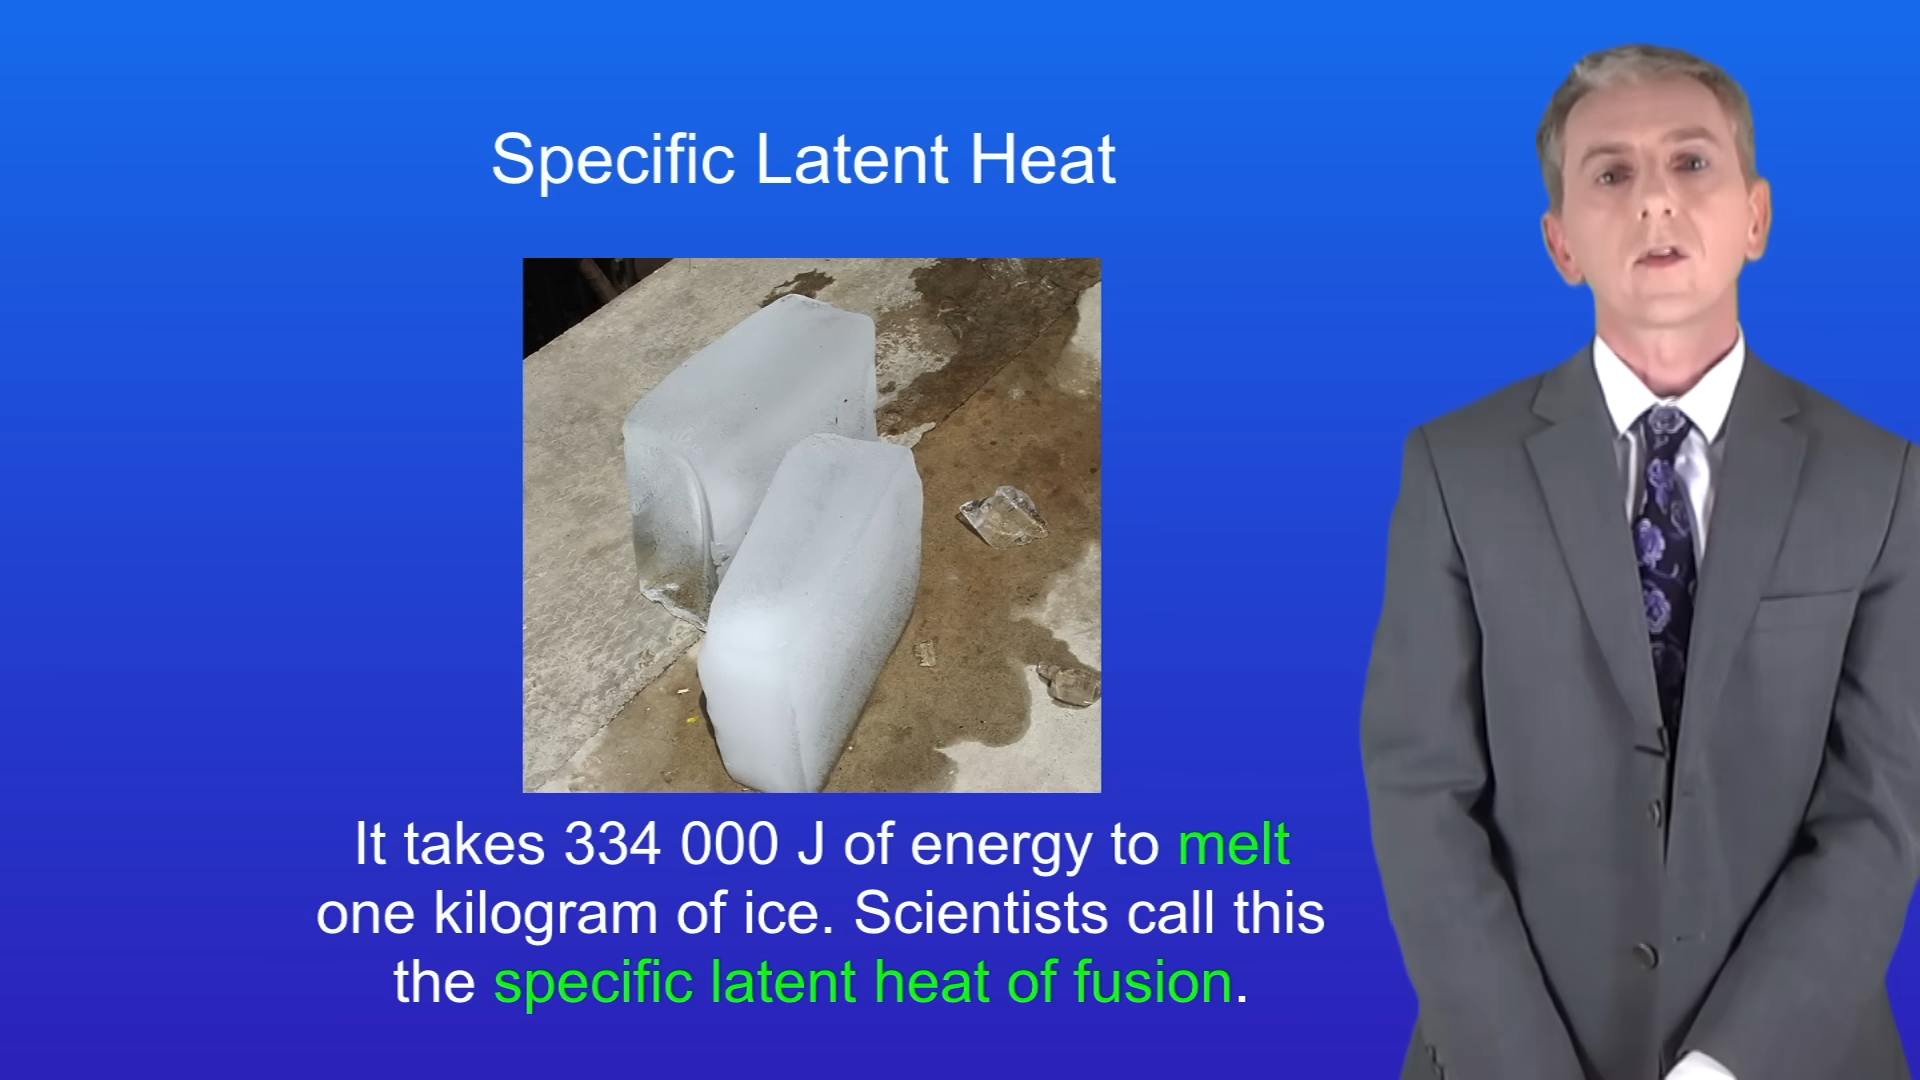 Specific Latent Heat
It takes 334 000 J of energy to melt
one kilogram of ice. Scientists call this
the specific latent heat of fusion.